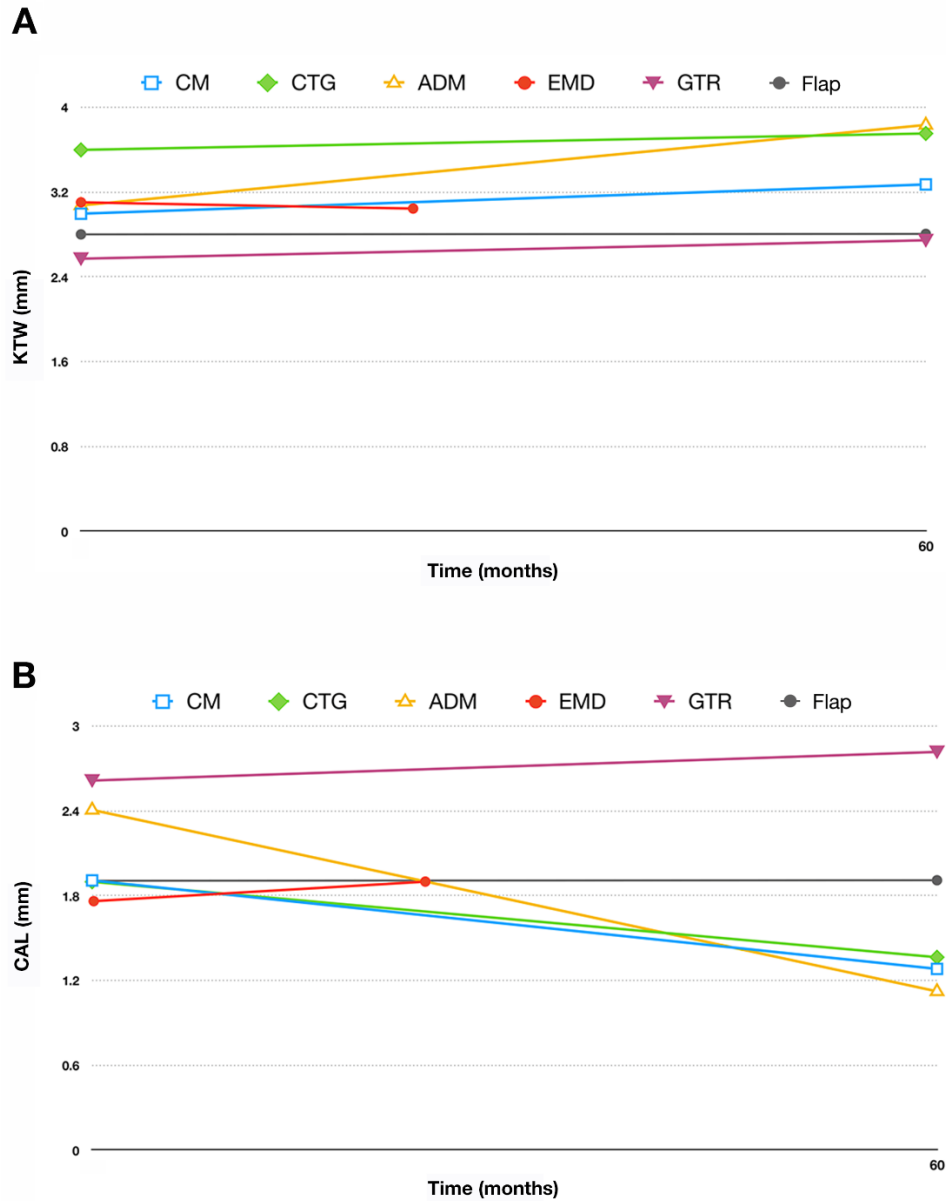 A
CM CTG ADM EMD GTR Flap
4
3.2
2.4
1.6
0.8
0
KTW (mm)
60
Time (months)
B
CM CTG ADM EMD GTR Flap
3
2.4
1.8
1.2
0.6
0
CAL (mm)
60
Time (months)